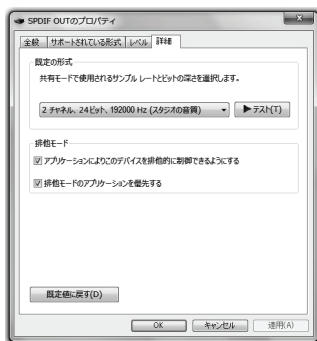 SPDIF OUTのプロパティ
全般 サポートされている形式 レベル 詳細
既定の形式
共有モードで使用されるサンプル レートとビットの深さを選択します。
2 チャネル、24 ビット、192000 Hz (スタジオの音質) ▶テスト(T)
排他モード
アプリケーションによりこのデバイスを排他的に制御できるようにする
排他モードのアプリケーションを優先する
既定値に戻す(D)
OK キャンセル 適用(A)